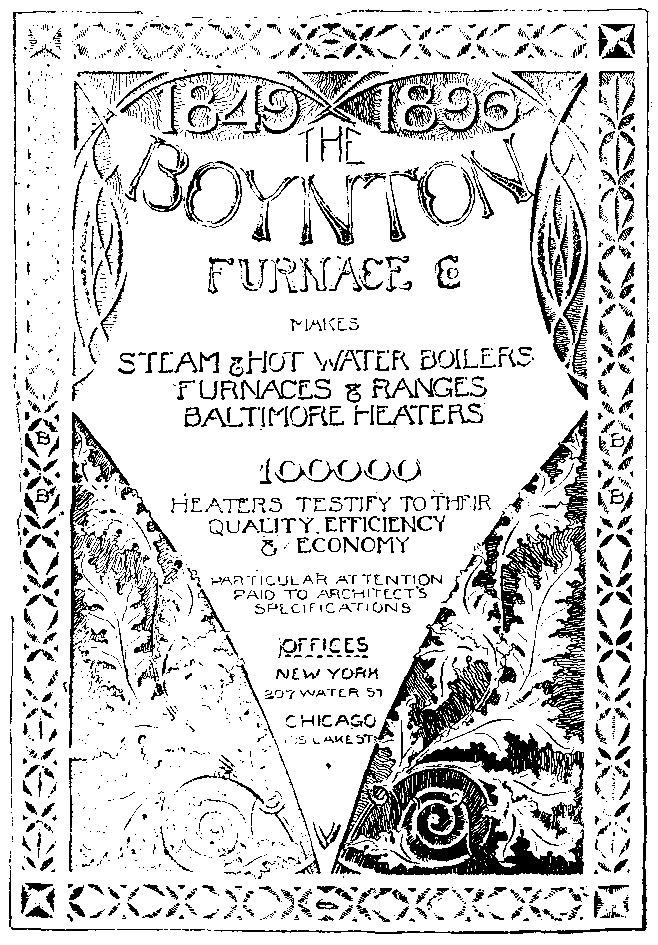 1849 1896
THE
BOYNTON
FURNACE Co
MAKES
STEAM & HOT WATER BOILERS
FURNACES & RANGES
BALTIMORE HEATERS
100000
HEATERS TESTIFY TO THEIR
QUALITY, EFFICIENCY
& ECONOMY
PARTICULAR ATTENTION
PAID TO ARCHITECT'S
SPECIFICATIONS
OFFICES
NEW YORK
207 WATER ST
CHICAGO
LAKE ST
B B
B B